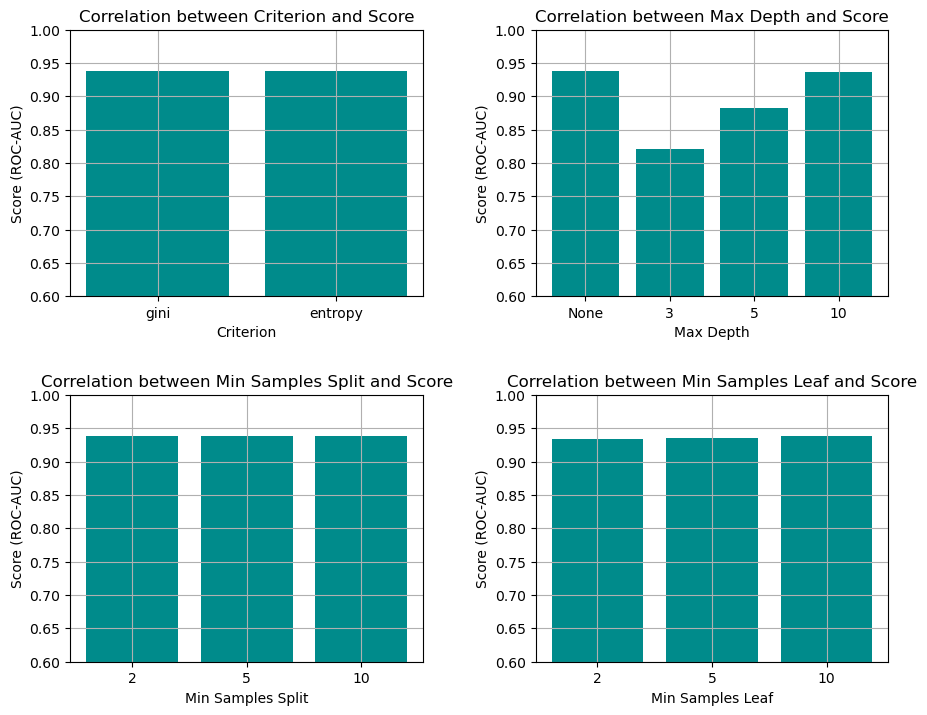 Correlation between Criterion and Score
1.00
0.95
0.90
0.85
0.80
0.75
0.70
0.65
0.60
Score (ROC-AUC)
gini entropy
Criterion
Correlation between Max Depth and Score
1.00
0.95
0.90
0.85
0.80
0.75
0.70
0.65
0.60
Score (ROC-AUC)
None 3 5 10
Max Depth
Correlation between Min Samples Split and Score
1.00
0.95
0.90
0.85
0.80
0.75
0.70
0.65
0.60
Score (ROC-AUC)
2 5 10
Min Samples Split
Correlation between Min Samples Leaf and Score
1.00
0.95
0.90
0.85
0.80
0.75
0.70
0.65
0.60
Score (ROC-AUC)
2 5 10
Min Samples Leaf